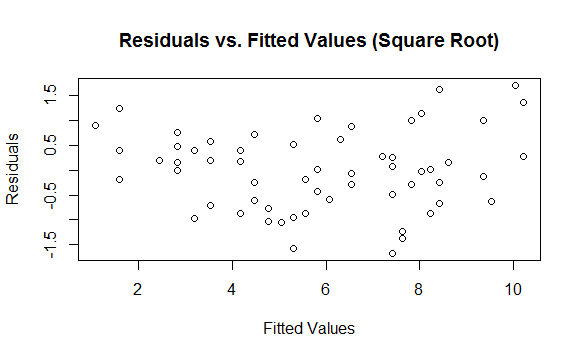 Residuals vs. Fitted Values (Square Root)
Residuals
1.5
0.5
-0.5
-1.5
2 4 6 8 10
Fitted Values